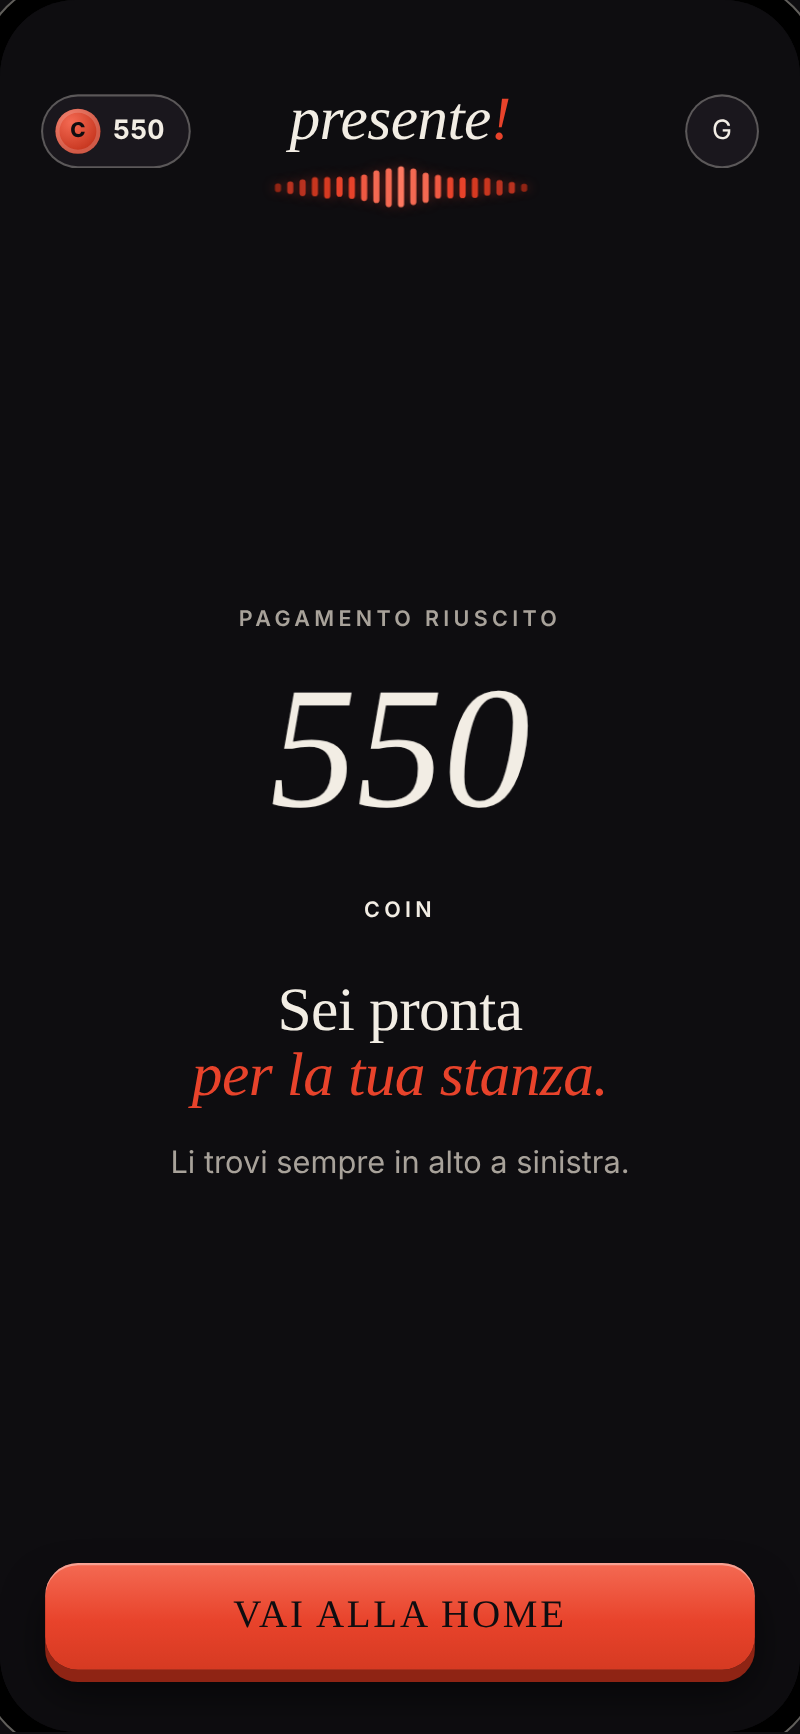 C 550
presente!
G
PAGAMENTO RIUSCITO
550
COIN
Sei pronta
per la tua stanza.
Li trovi sempre in alto a sinistra.
VAI ALLA HOME